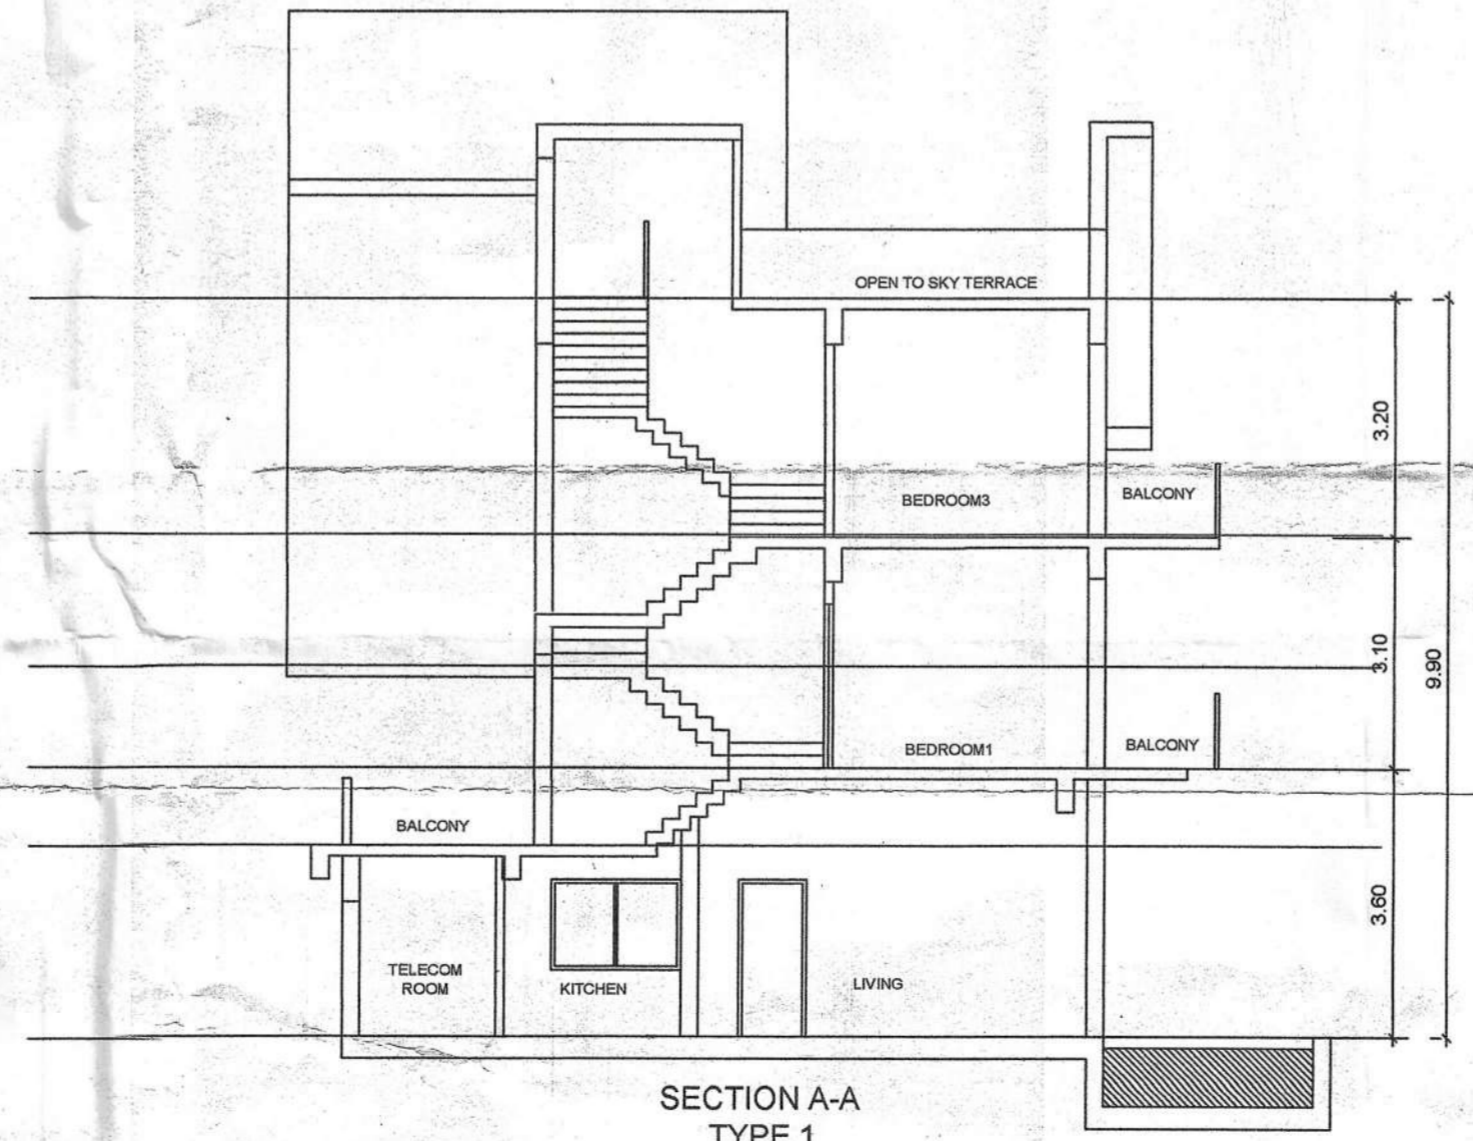 OPEN TO SKY TERRACE
3.20
BEDROOM3
BALCONY
3.10
9.90
BEDROOM1
BALCONY
BALCONY
3.60
TELECOM
ROOM
KITCHEN
LIVING
SECTION A-A
TYPE 1